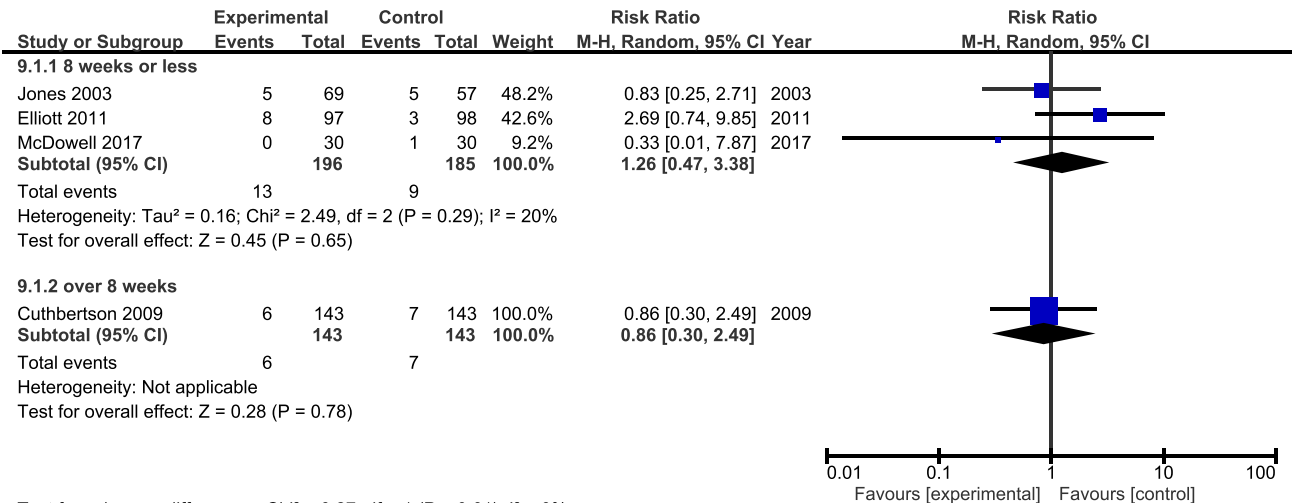 Experimental Control Risk Ratio Risk Ratio
Study or Subgroup Events Total Events Total Weight M-H, Random, 95% CI Year M-H, Random, 95% CI
9.1.1 8 weeks or less
Jones 2003 5 69 5 57 48.2% 0.83 [0.25, 2.71] 2003
Elliott 2011 8 97 3 98 42.6% 2.69 [0.74, 9.85] 2011
McDowell 2017 0 30 1 30 9.2% 0.33 [0.01, 7.87] 2017
Subtotal (95% CI) 196 185 100.0% 1.26 [0.47, 3.38]
Total events 13 9
Heterogeneity: Tau² = 0.16; Chi² = 2.49, df = 2 (P = 0.29); I² = 20%
Test for overall effect: Z = 0.45 (P = 0.65)
9.1.2 over 8 weeks
Cuthbertson 2009 6 143 7 143 100.0% 0.86 [0.30, 2.49] 2009
Subtotal (95% CI) 143 143 100.0% 0.86 [0.30, 2.49]
Total events 6 7
Heterogeneity: Not applicable
Test for overall effect: Z = 0.28 (P = 0.78)
0.01 0.1 1 10 100
Favours [experimental] Favours [control]